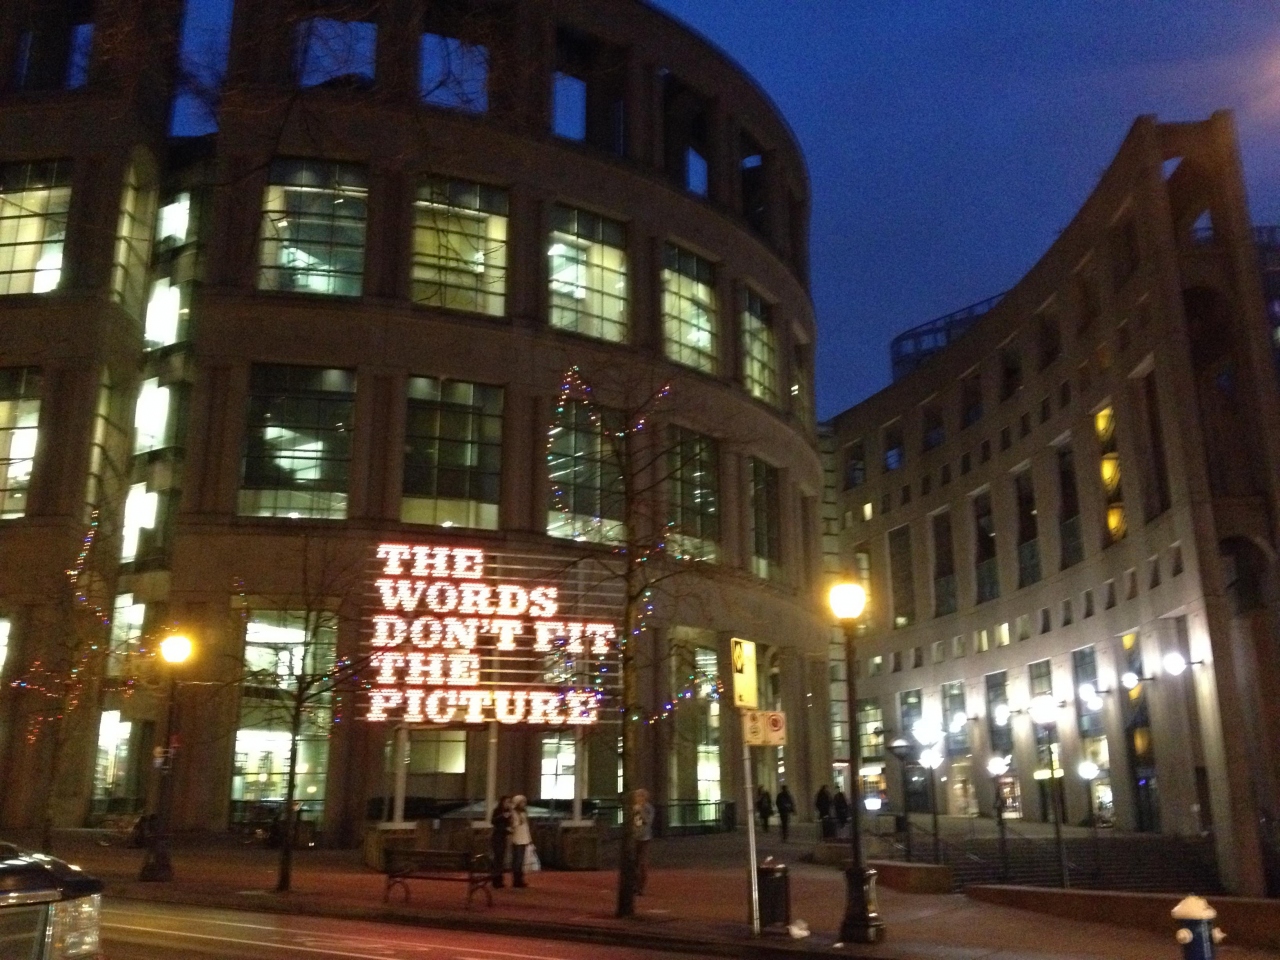 THE
WORDS
DON'T FIT
THE
PICTURE